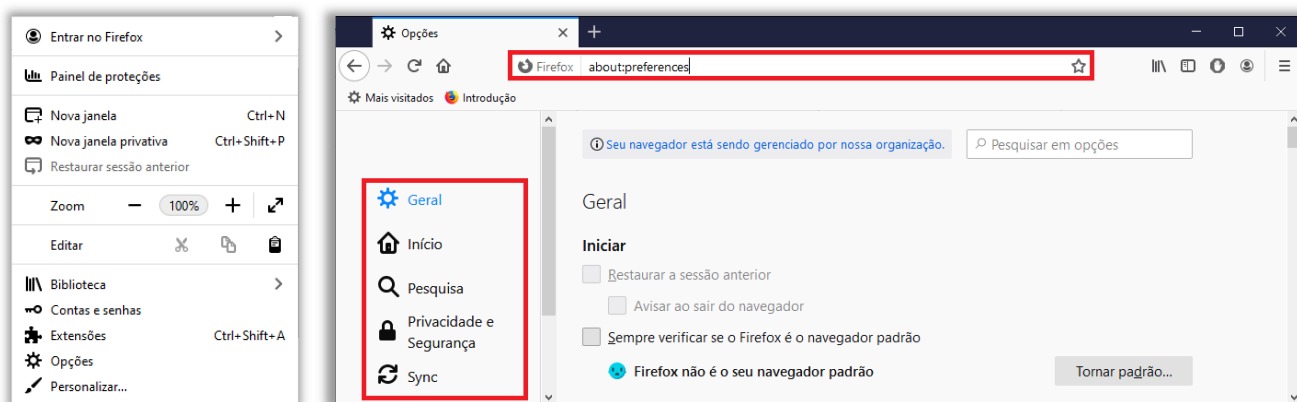 Entrar no Firefox
Painel de proteções
Nova janela Ctrl+N
Nova janela privativa Ctrl+Shift+P
Restaurar sessão anterior
Zoom 100%
Editar
Biblioteca
Contas e senhas
Extensões Ctrl+Shift+A
Opções
Personalizar...
Opções
Firefox about:preferences
Mais visitados Introdução
Seu navegador está sendo gerenciado por nossa organização.
Pesquisar em opções
Geral
Início
Pesquisa
Privacidade e
Segurança
Sync
Geral
Iniciar
Restaurar a sessão anterior
Avisar ao sair do navegador
Sempre verificar se o Firefox é o navegador padrão
Firefox não é o seu navegador padrão
Tornar padrão...